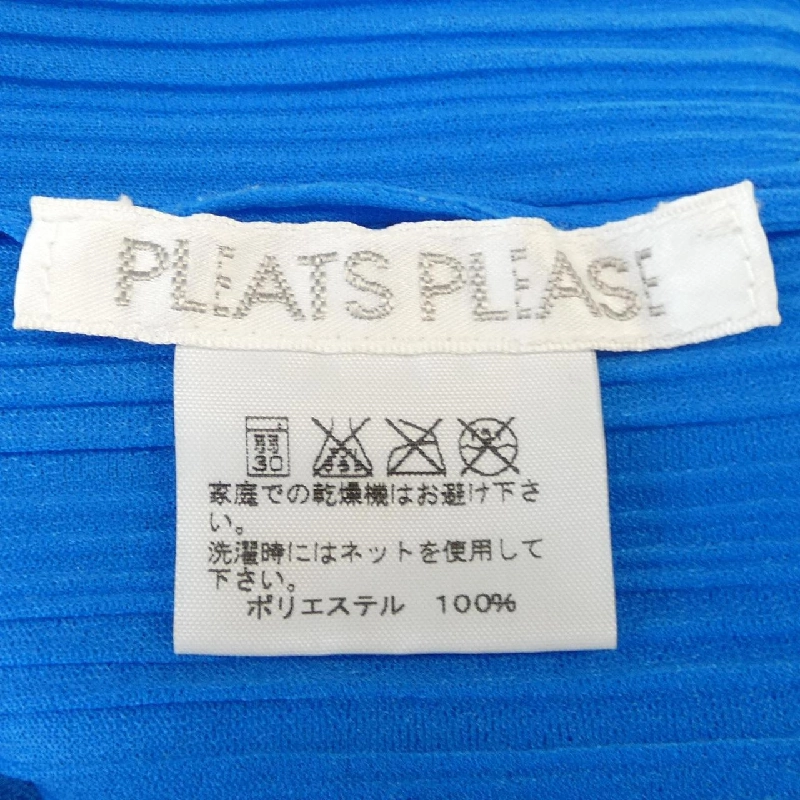 PLEATS PLEASE
弱
30
家庭での乾燥機はお避け下さ
い。
洗濯時にはネットを使用して
下さい。
ポリエステル 100%